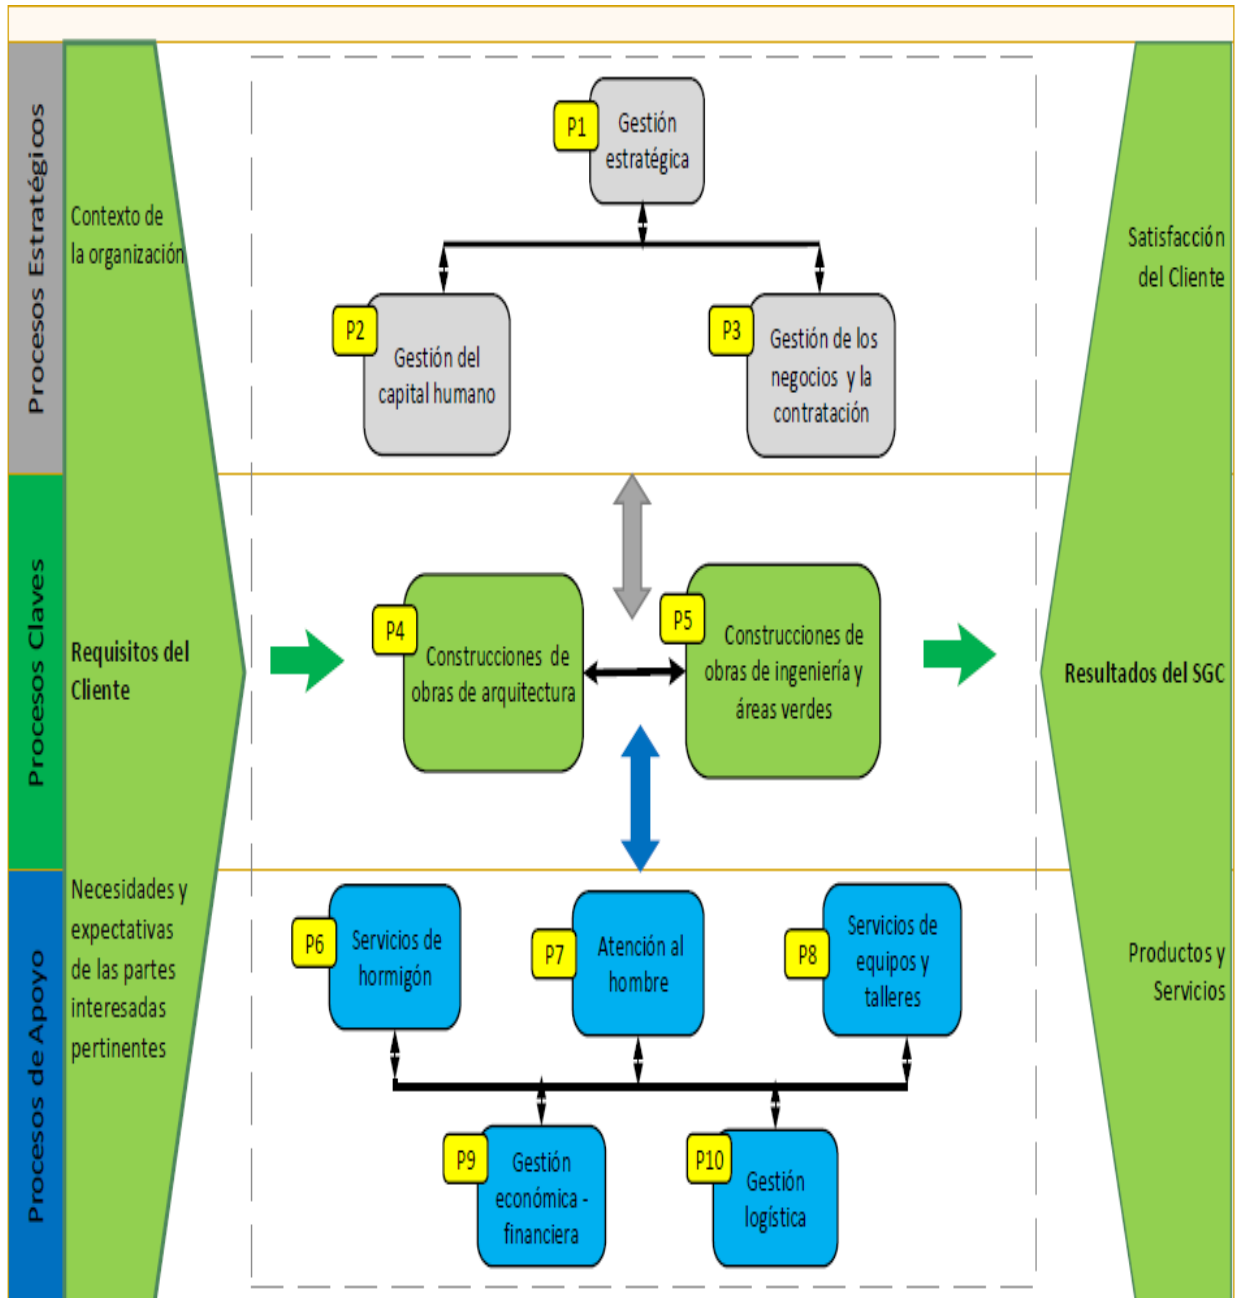 Procesos Estratégicos
Contexto de
la organización
P1
Gestión
estratégica
P2
Gestión del
capital humano
P3
Gestión de los
negocios y la
contratación
Satisfacción
del Cliente
Procesos Claves
Requisitos del
Cliente
P4
Construcciones de
obras de arquitectura
P5
Construcciones de
obras de ingeniería y
áreas verdes
Resultados del SGC
Procesos de Apoyo
Necesidades y
expectativas
de las partes
interesadas
pertinentes
P6
Servicios de
hormigón
P7
Atención al
hombre
P8
Servicios de
equipos y
talleres
P9
Gestión
económica -
financiera
P10
Gestión
logística
Productos y
Servicios